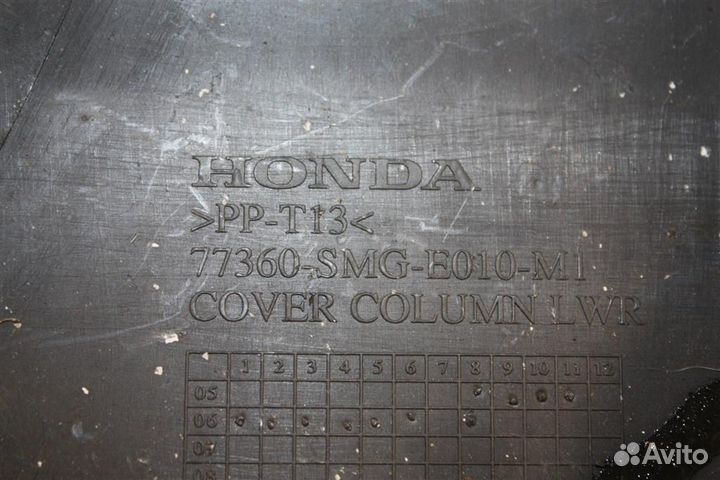 HONDA
>PP-T13<
77360-SMG-E010-M1
COVER COLUMN LWR
1 2 3 4 5 6 7 8 9 10 11 12
05
06
07
08
Avito